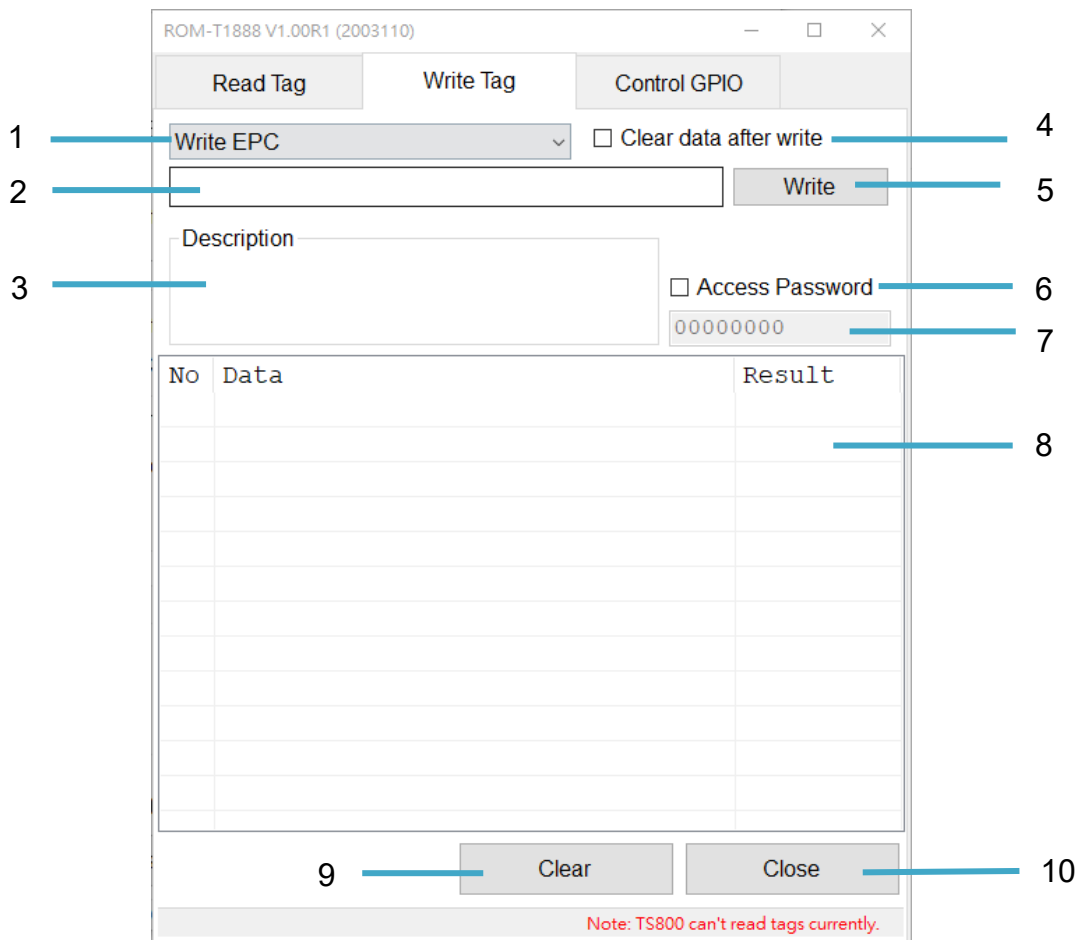 ROM-T1888 V1.00R1 (2003110)
Read Tag Write Tag Control GPIO
1 Write EPC Clear data after write 4
2 Write 5
Description
3 Access Password 6
00000000 7
No Data Result
8
9 Clear Close 10
Note: TS800 can't read tags currently.